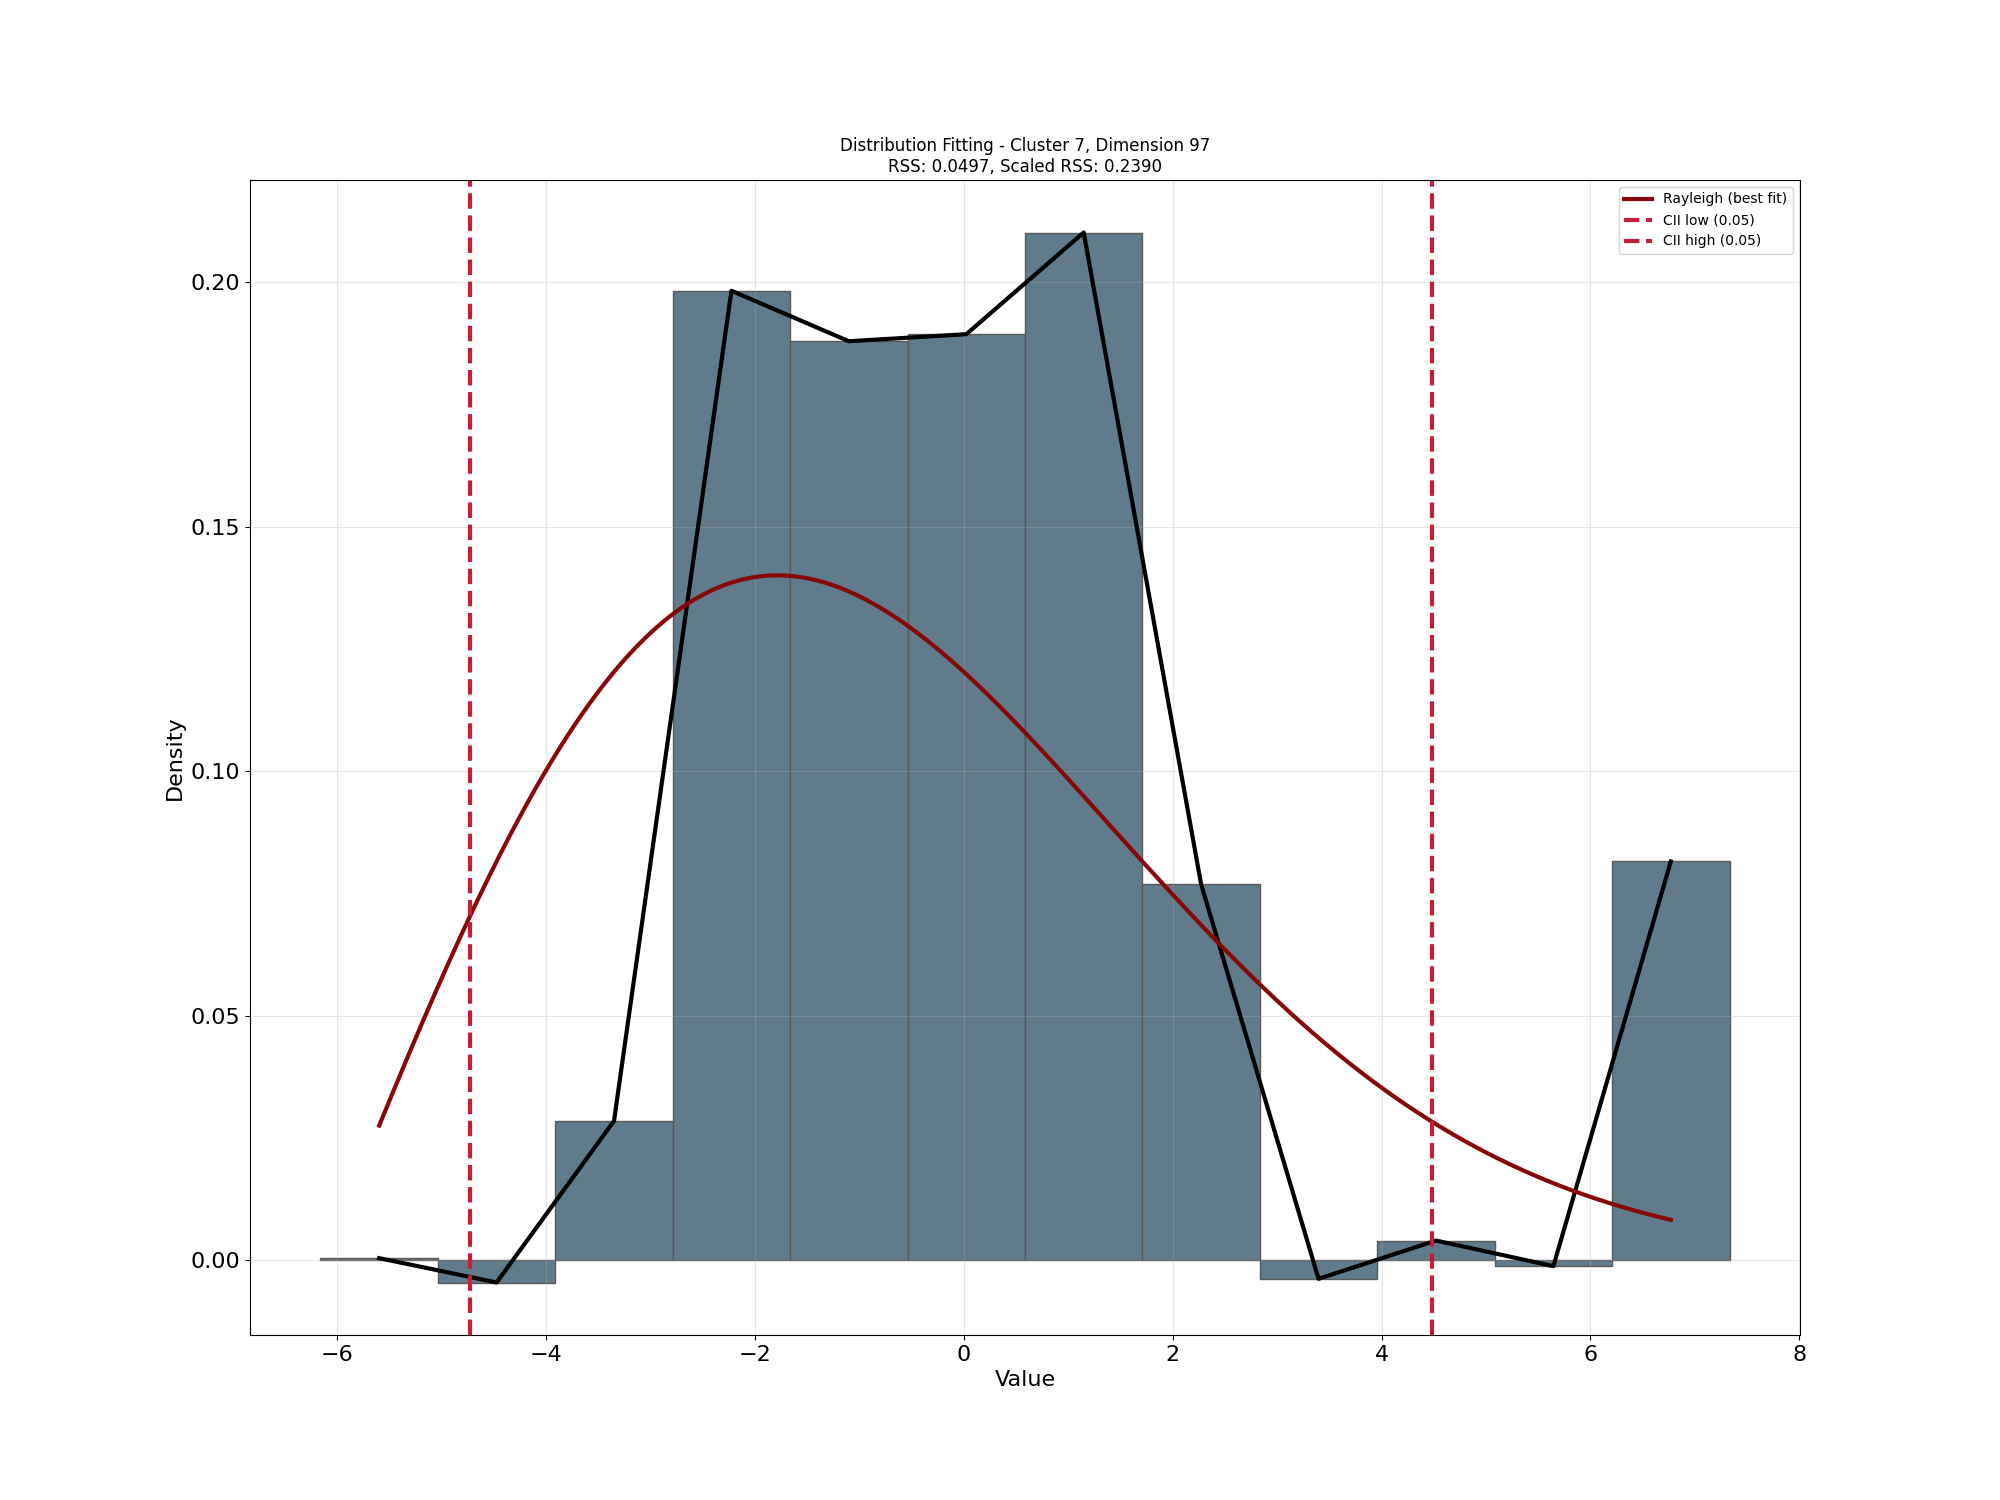 Distribution Fitting - Cluster 7, Dimension 97
RSS: 0.0497, Scaled RSS: 0.2390
Rayleigh (best fit)
CII low (0.05)
CII high (0.05)
0.20
0.15
0.10
0.05
0.00
Density
−6 −4 −2 0 2 4 6 8
Value